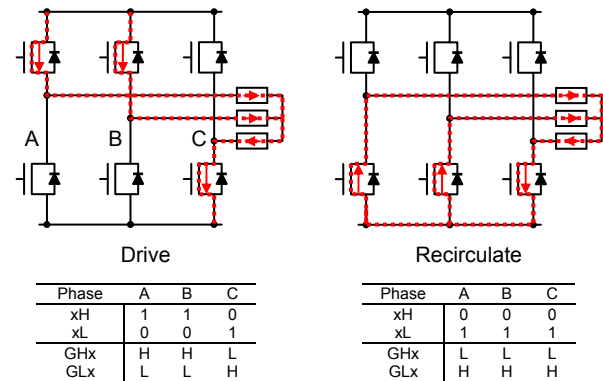 A B C
Drive
Recirculate
Phase A B C
xH 1 1 0
xL 0 0 1
GHx H H L
GLx L L H
Phase A B C
xH 0 0 0
xL 1 1 1
GHx L L L
GLx H H H